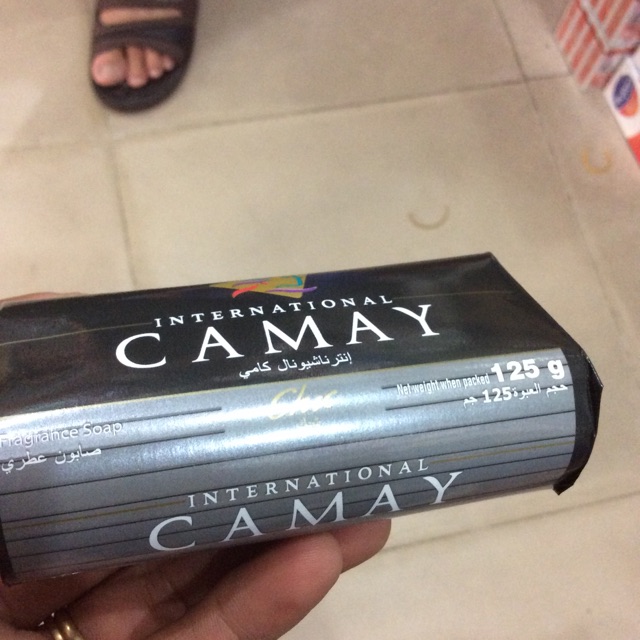 INTERNATIONAL
CAMAY
إنترناشيونال كامي
Chic
Net weight when packed 125 g
حجم العبوة 125 جم
Fragrance Soap
صابون عطري
INTERNATIONAL
CAMAY